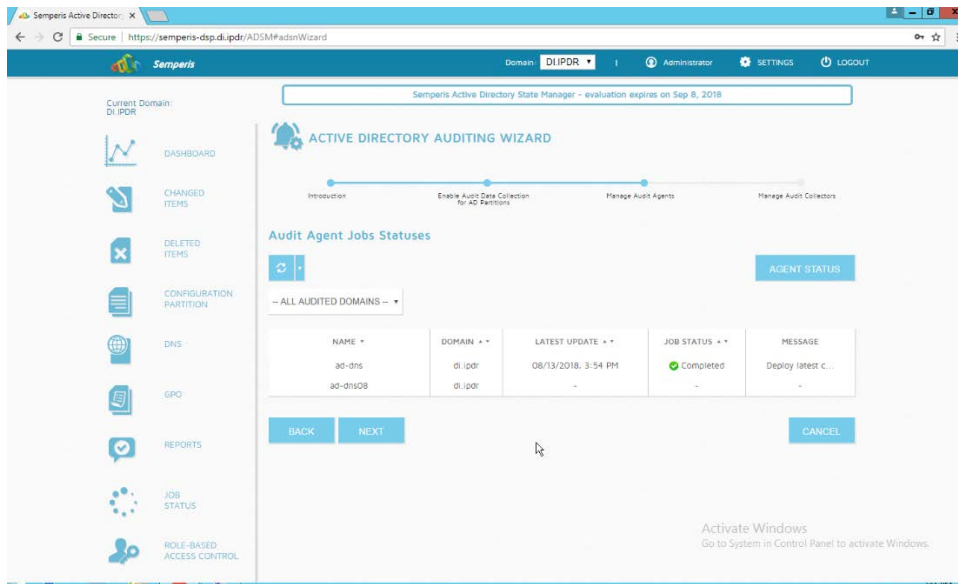 Semperis Active Director
Secure | https://semperis-dsp.di.ipdr/ADSM#adsnWizard
Semperis
Domain: DI.IPDR
Administrator
SETTINGS
LOGOUT
Semperis Active Directory State Manager - evaluation expires on Sep 8, 2018
Current Domain:
DI.IPDR
DASHBOARD
CHANGED
ITEMS
DELETED
ITEMS
CONFIGURATION
PARTITION
DNS
GPO
REPORTS
JOB
STATUS
ROLE-BASED
ACCESS CONTROL
ACTIVE DIRECTORY AUDITING WIZARD
Introduction
Enable Audit Data Collection
for AD Partitions
Manage Audit Agents
Manage Audit Collectors
Audit Agent Jobs Statuses
AGENT STATUS
-- ALL AUDITED DOMAINS --
NAME DOMAIN LATEST UPDATE JOB STATUS MESSAGE
ad-dns di.ipdr 08/13/2018, 3:54 PM Completed Deploy latest c...
ad-dns08 di.ipdr - - -
BACK NEXT CANCEL
Activate Windows
Go to System in Control Panel to activate Windows.